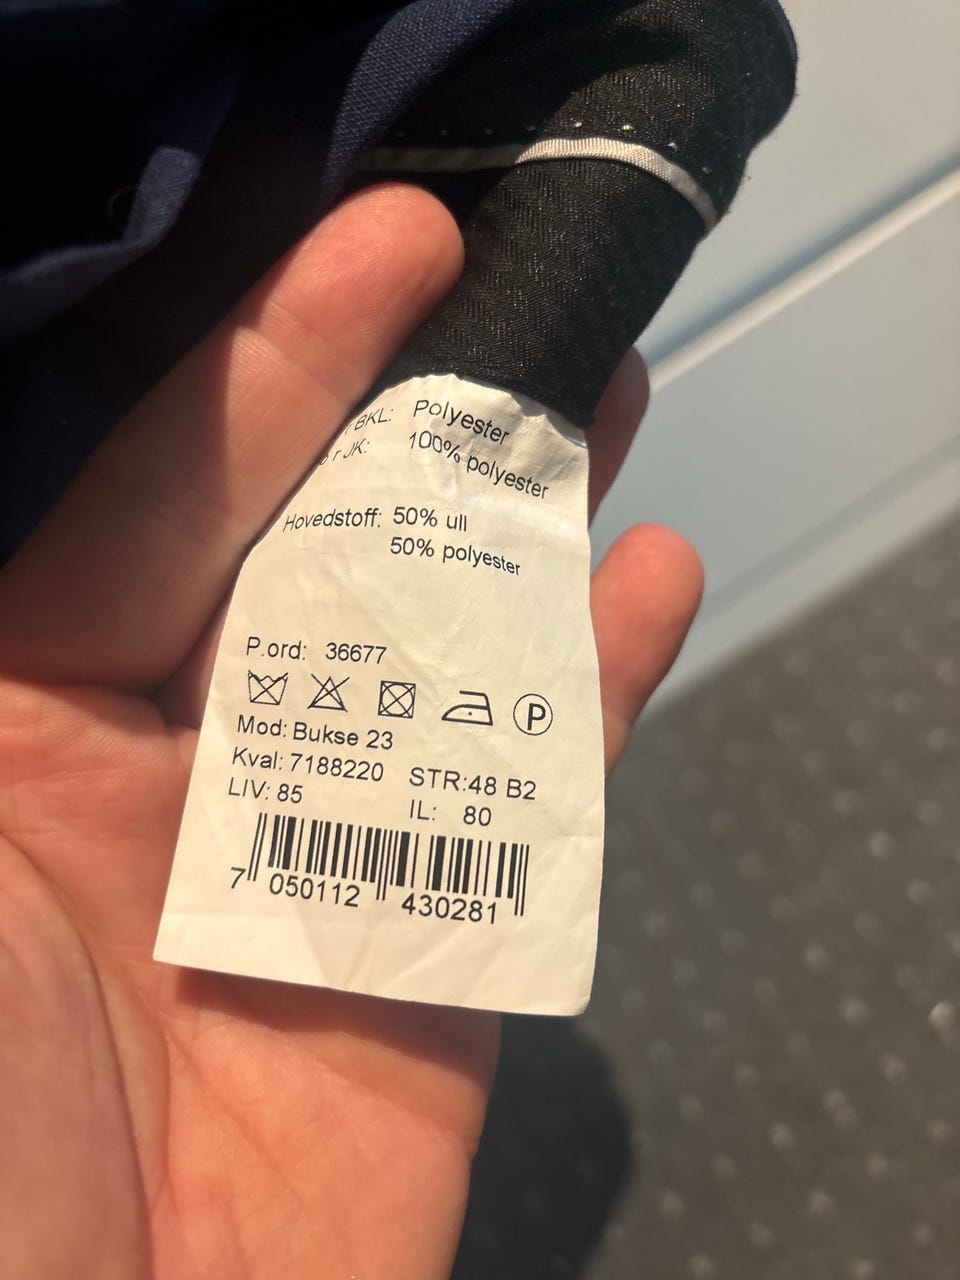 BKL: Polyester
r JK: 100% polyester
Hovedstoff: 50% ull
50% polyester
P.ord: 36677
P
Mod: Bukse 23
Kval: 7188220 STR:48 B2
LIV: 85 IL: 80
7 050112 430281